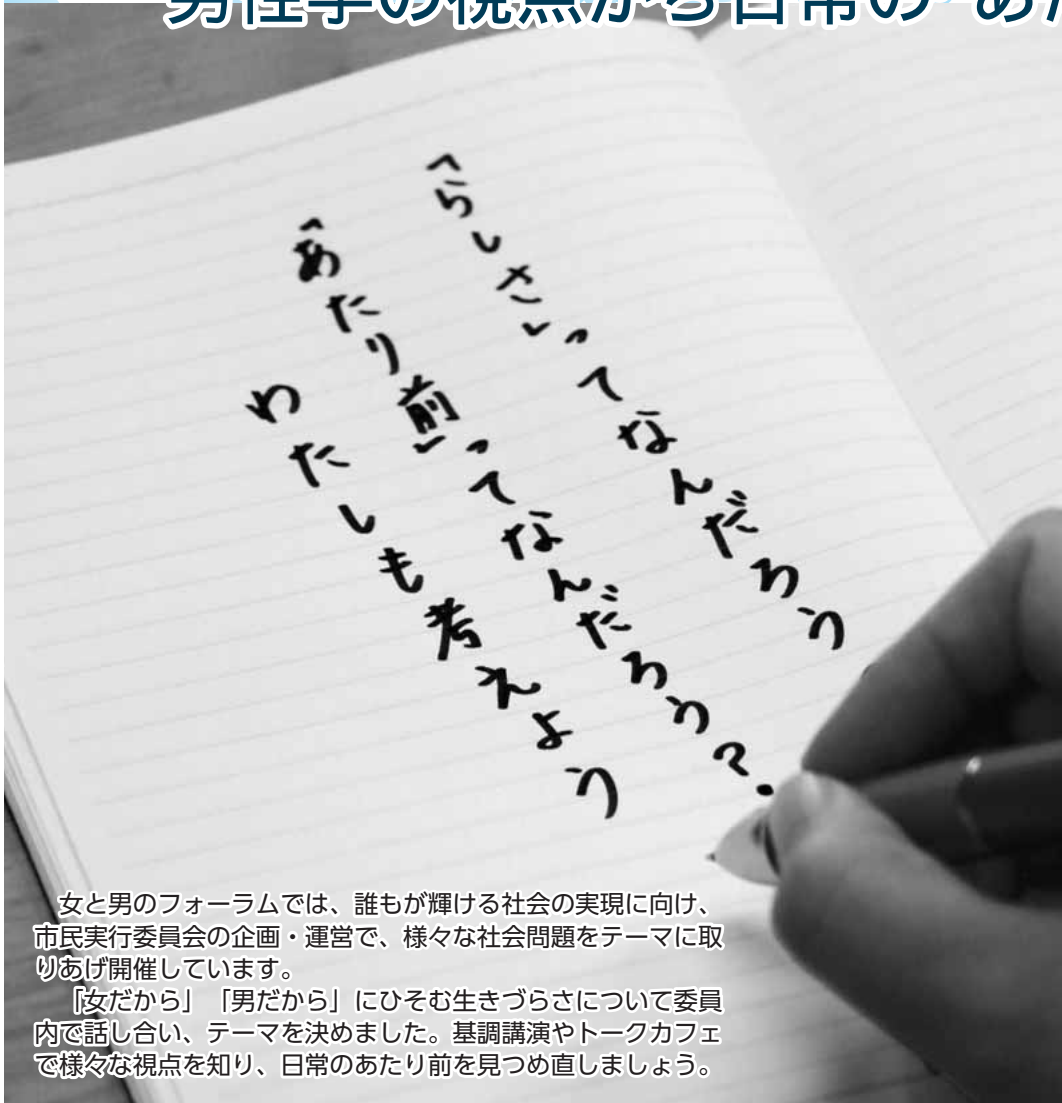 男性学の視点から日常の“あた
「らしさ」ってなんだろう
「あたり前」ってなんだろう?
わたしも考えよう
女と男のフォーラムでは、誰もが輝ける社会の実現に向け、
市民実行委員会の企画・運営で、様々な社会問題をテーマに取
りあげ開催しています。
「女だから」「男だから」にひそむ生きづらさについて委員
内で話し合い、テーマを決めました。基調講演やトークカフェ
で様々な視点を知り、日常のあたり前を見つめ直しましょう。